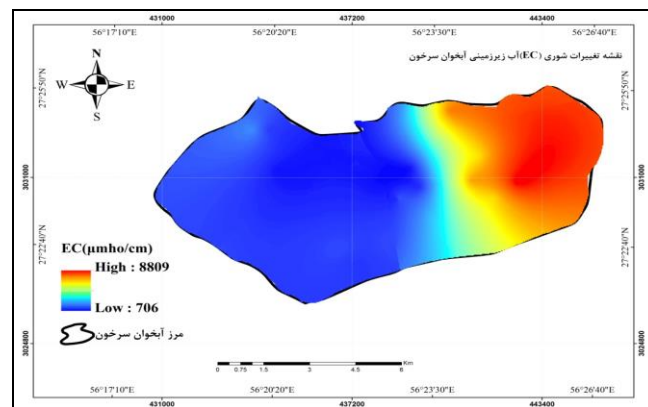 56°17'10"E 56°20'20"E 56°23'30"E 56°26'40"E
431000 437200 443400
نقشه تغییرات شوری (EC)آب زیرزمینی آبخوان سرخون
N
W E
S
27°25'50"N 27°25'50"N
3031000 3031000
27°22'40"N 27°22'40"N
EC(µmho/cm)
High : 8809
Low : 706
مرز آبخوان سرخون
3024800 3024800
Km
0 0.75 1.5 3 4.5 6
56°17'10"E 56°20'20"E 56°23'30"E 56°26'40"E
431000 437200 443400